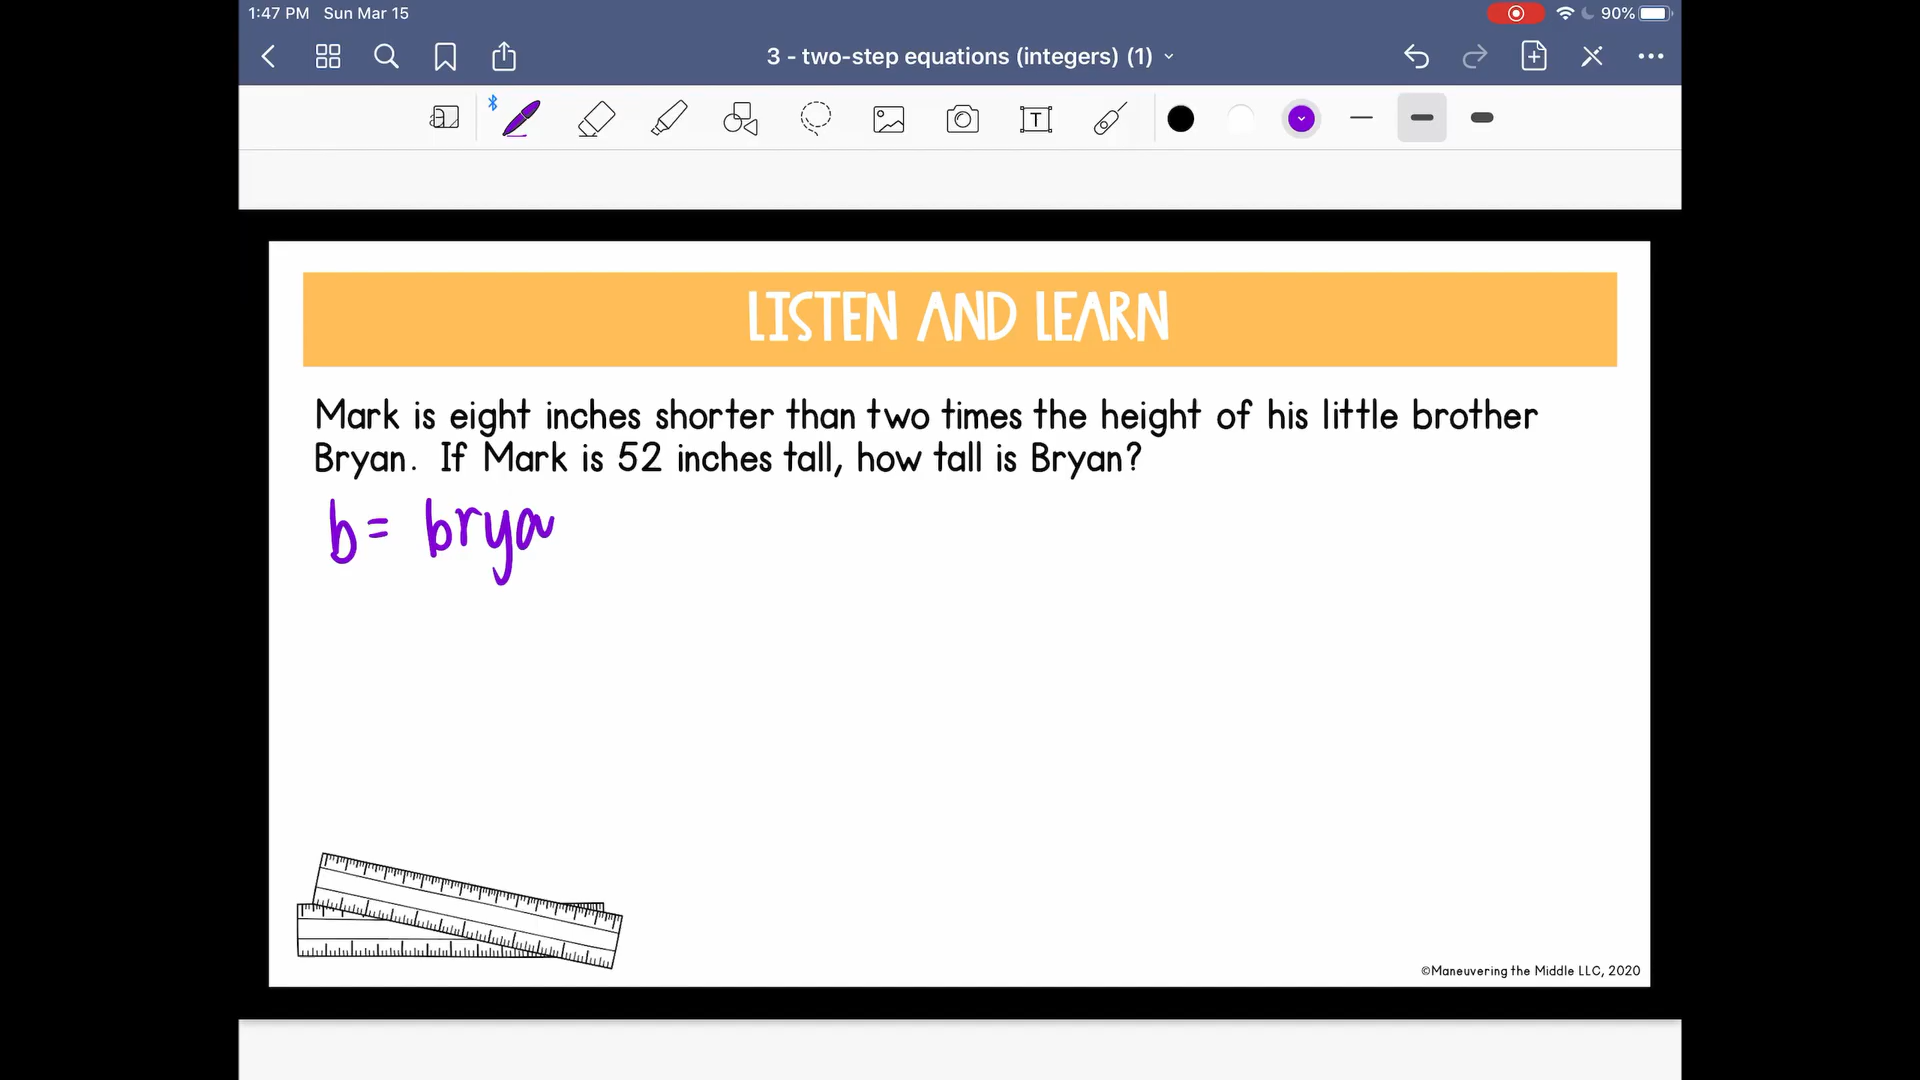 1:47 PM Sun Mar 15
90%
3 - two-step equations (integers) (1)
T
LISTEN AND LEARN
Mark is eight inches shorter than two times the height of his little brother
Bryan. If Mark is 52 inches tall, how tall is Bryan?
b= brya
©Maneuvering the Middle LLC, 2020